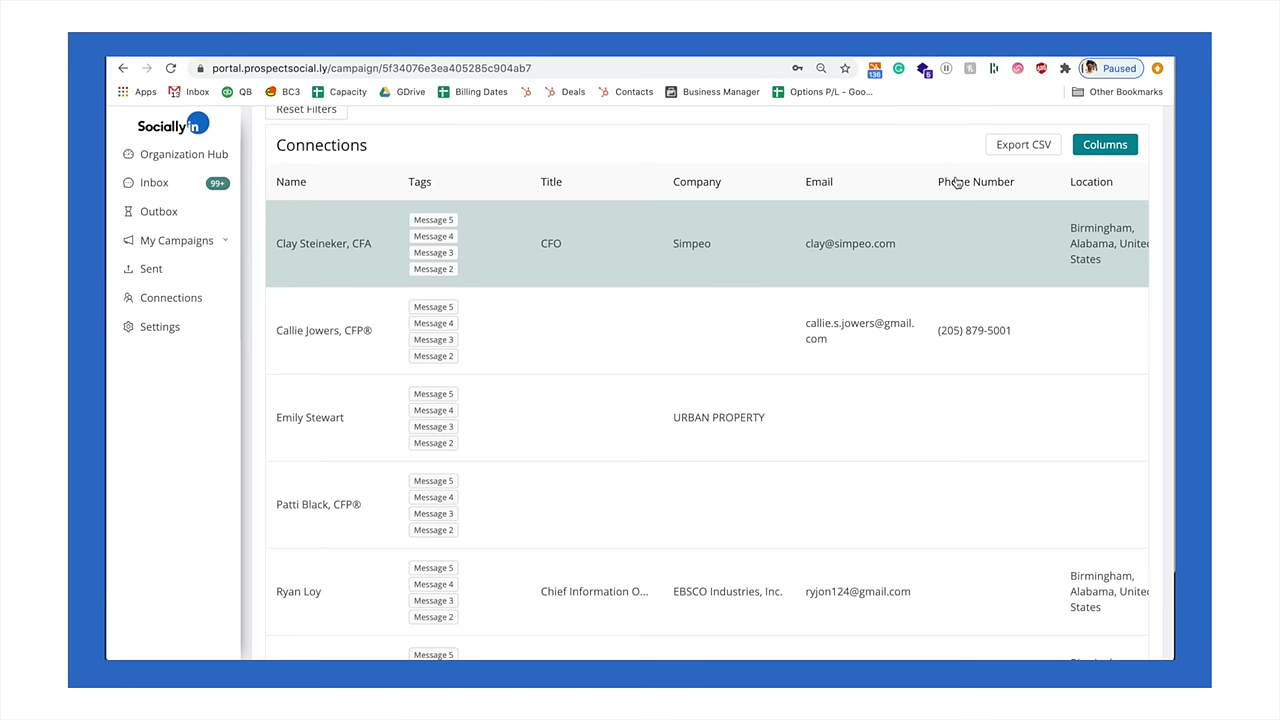 portal.prospectsocial.ly/campaign/5f34076e3ea405285c904ab7
136
5
Paused
Apps Inbox QB BC3 Capacity GDrive Billing Dates Deals Contacts Business Manager Options P/L - Goo... Other Bookmarks
Sociallyin
Organization Hub
Inbox 99+
Outbox
My Campaigns
Sent
Connections
Settings
Reset Filters
Connections
Export CSV
Columns
Name Tags Title Company Email Phone Number Location
Clay Steineker, CFA
Message 5
Message 4
Message 3
Message 2
CFO
Simpeo
clay@simpeo.com
Birmingham,
Alabama, United
States
Callie Jowers, CFP®
Message 5
Message 4
Message 3
Message 2
callie.s.jowers@gmail.
com
(205) 879-5001
Emily Stewart
Message 5
Message 4
Message 3
Message 2
URBAN PROPERTY
Patti Black, CFP®
Message 5
Message 4
Message 3
Message 2
Ryan Loy
Message 5
Message 4
Message 3
Message 2
Chief Information O...
EBSCO Industries, Inc.
ryjon124@gmail.com
Birmingham,
Alabama, United
States
Message 5